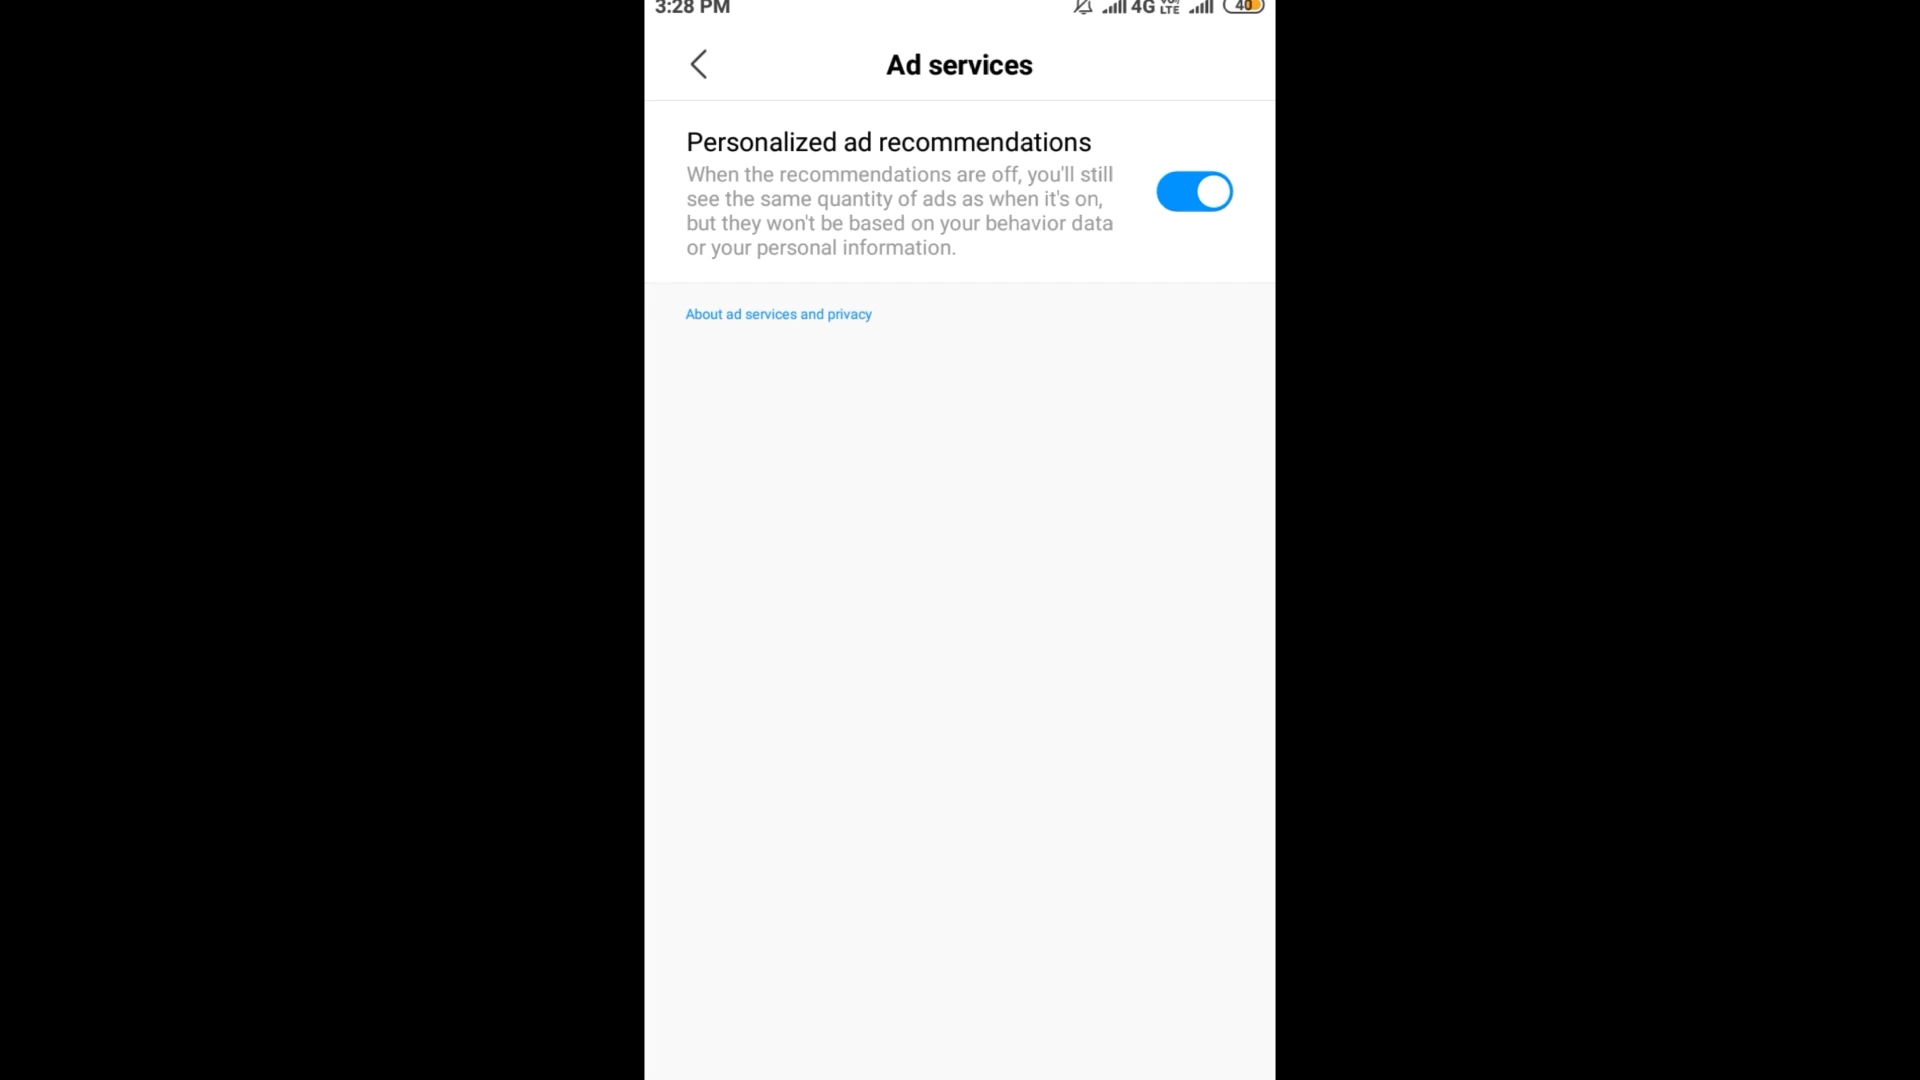 3:28 PM 4G LTE 40
Ad services
Personalized ad recommendations
When the recommendations are off, you'll still
see the same quantity of ads as when it's on,
but they won't be based on your behavior data
or your personal information.
About ad services and privacy